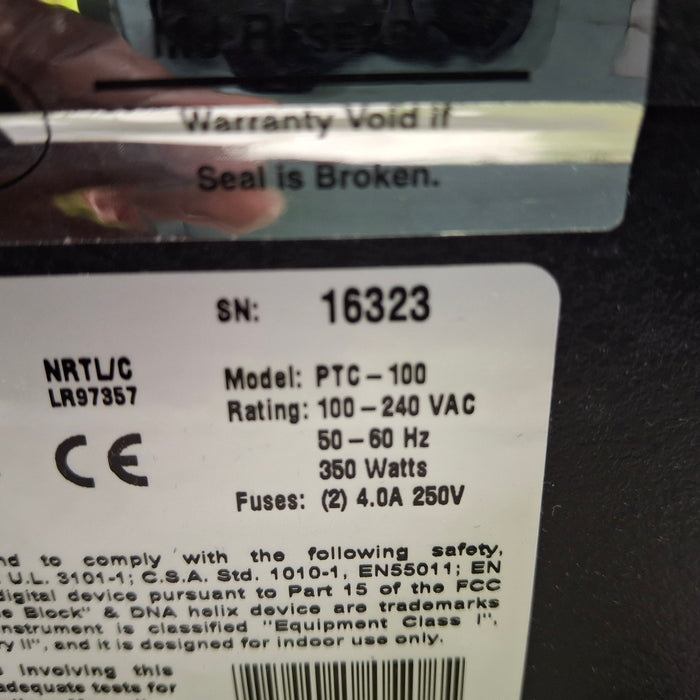 Warranty Void if
Seal is Broken.
SN: 16323
NRTL/C
LR97357
Model: PTC-100
Rating: 100-240 VAC
50-60 Hz
350 Watts
Fuses: (2) 4.0A 250V
CE
nd to comply with the following safety,
U.L. 3101-1; C.S.A. Std. 1010-1, EN55011; EN
digital device pursuant to Part 15 of the FCC
e Block" & DNA helix device are trademarks
nstrument is classified "Equipment Class I",
ry II", and it is designed for indoor use only.
s involving this
adequate tests for